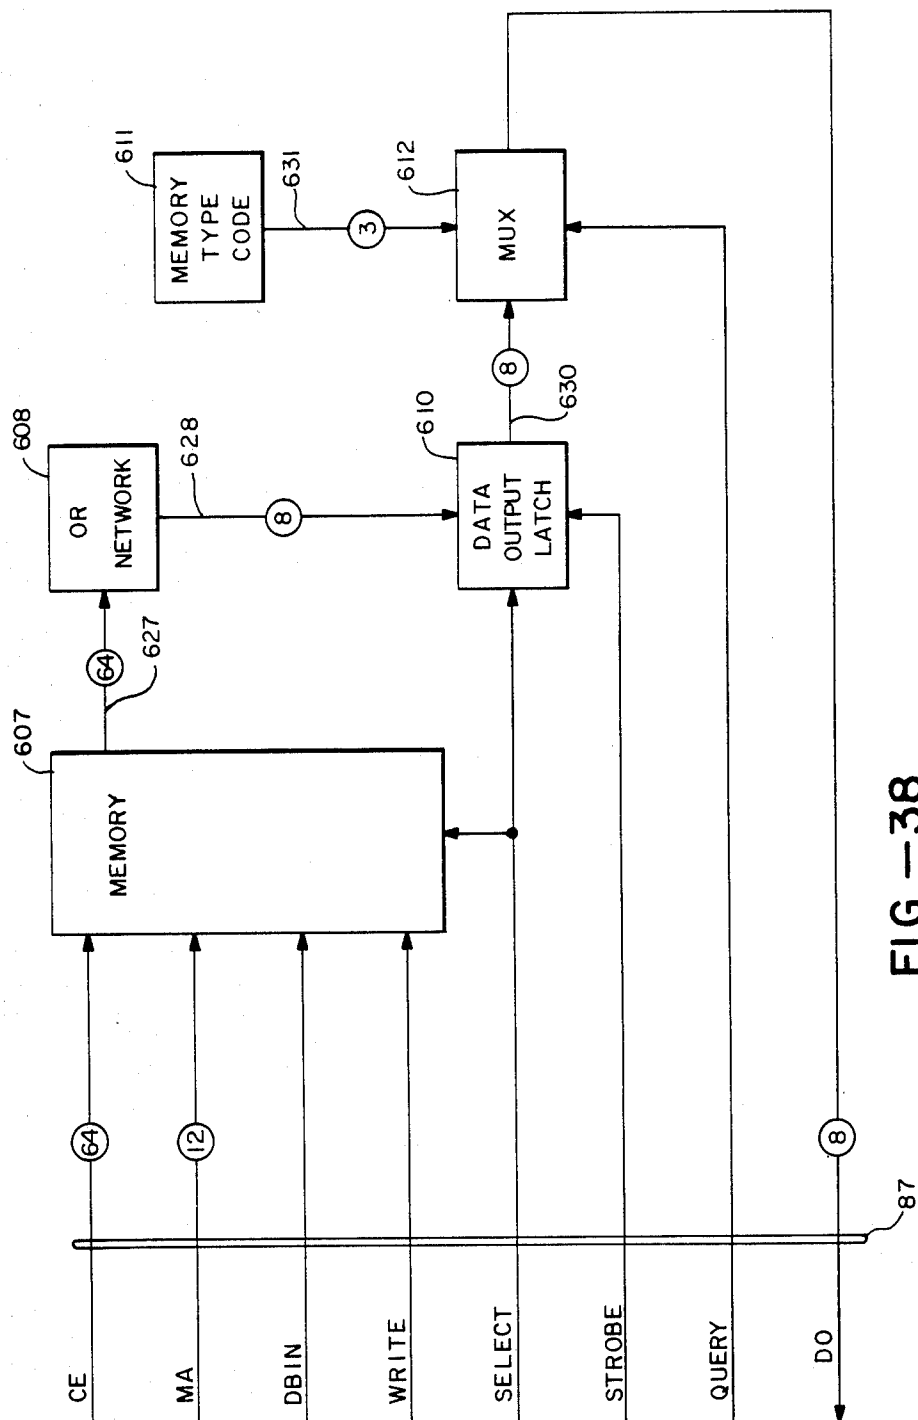 CE
64
MA
12
DBIN
WRITE
SELECT
STROBE
QUERY
DO
8
87
607
MEMORY
64
627
608
OR
NETWORK
628
8
610
DATA
OUTPUT
LATCH
8
630
611
MEMORY
TYPE
CODE
631
3
612
MUX
FIG — 38